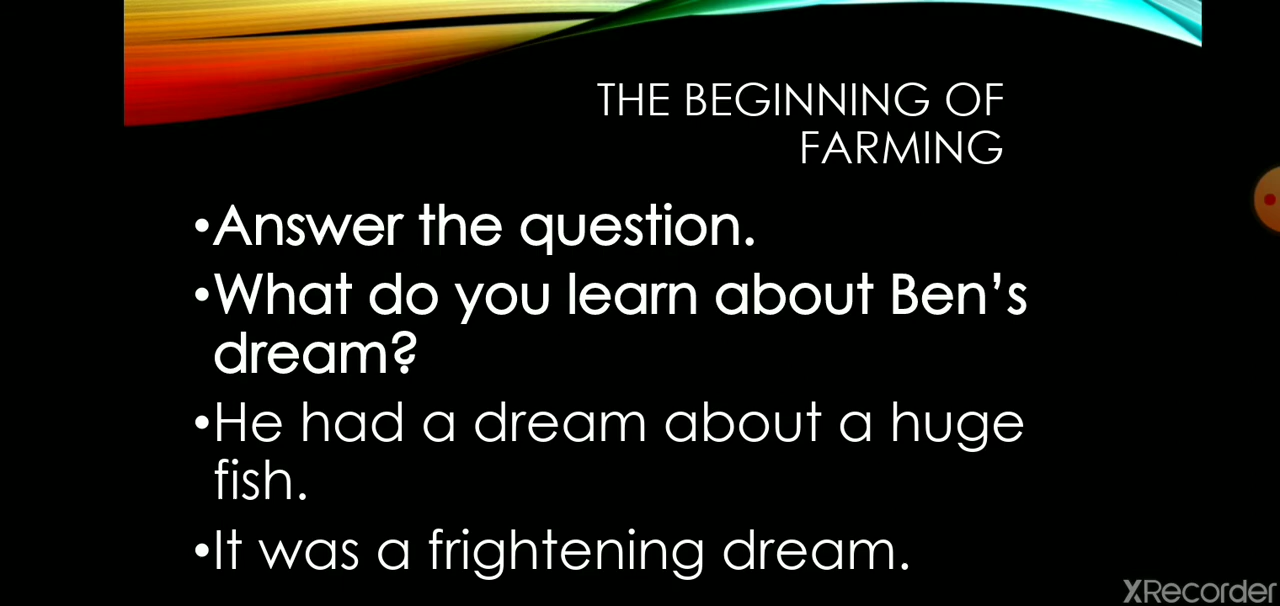 THE BEGINNING OF
FARMING
•Answer the question.
•What do you learn about Ben’s
dream?
•He had a dream about a huge
fish.
•It was a frightening dream.
XRecorder